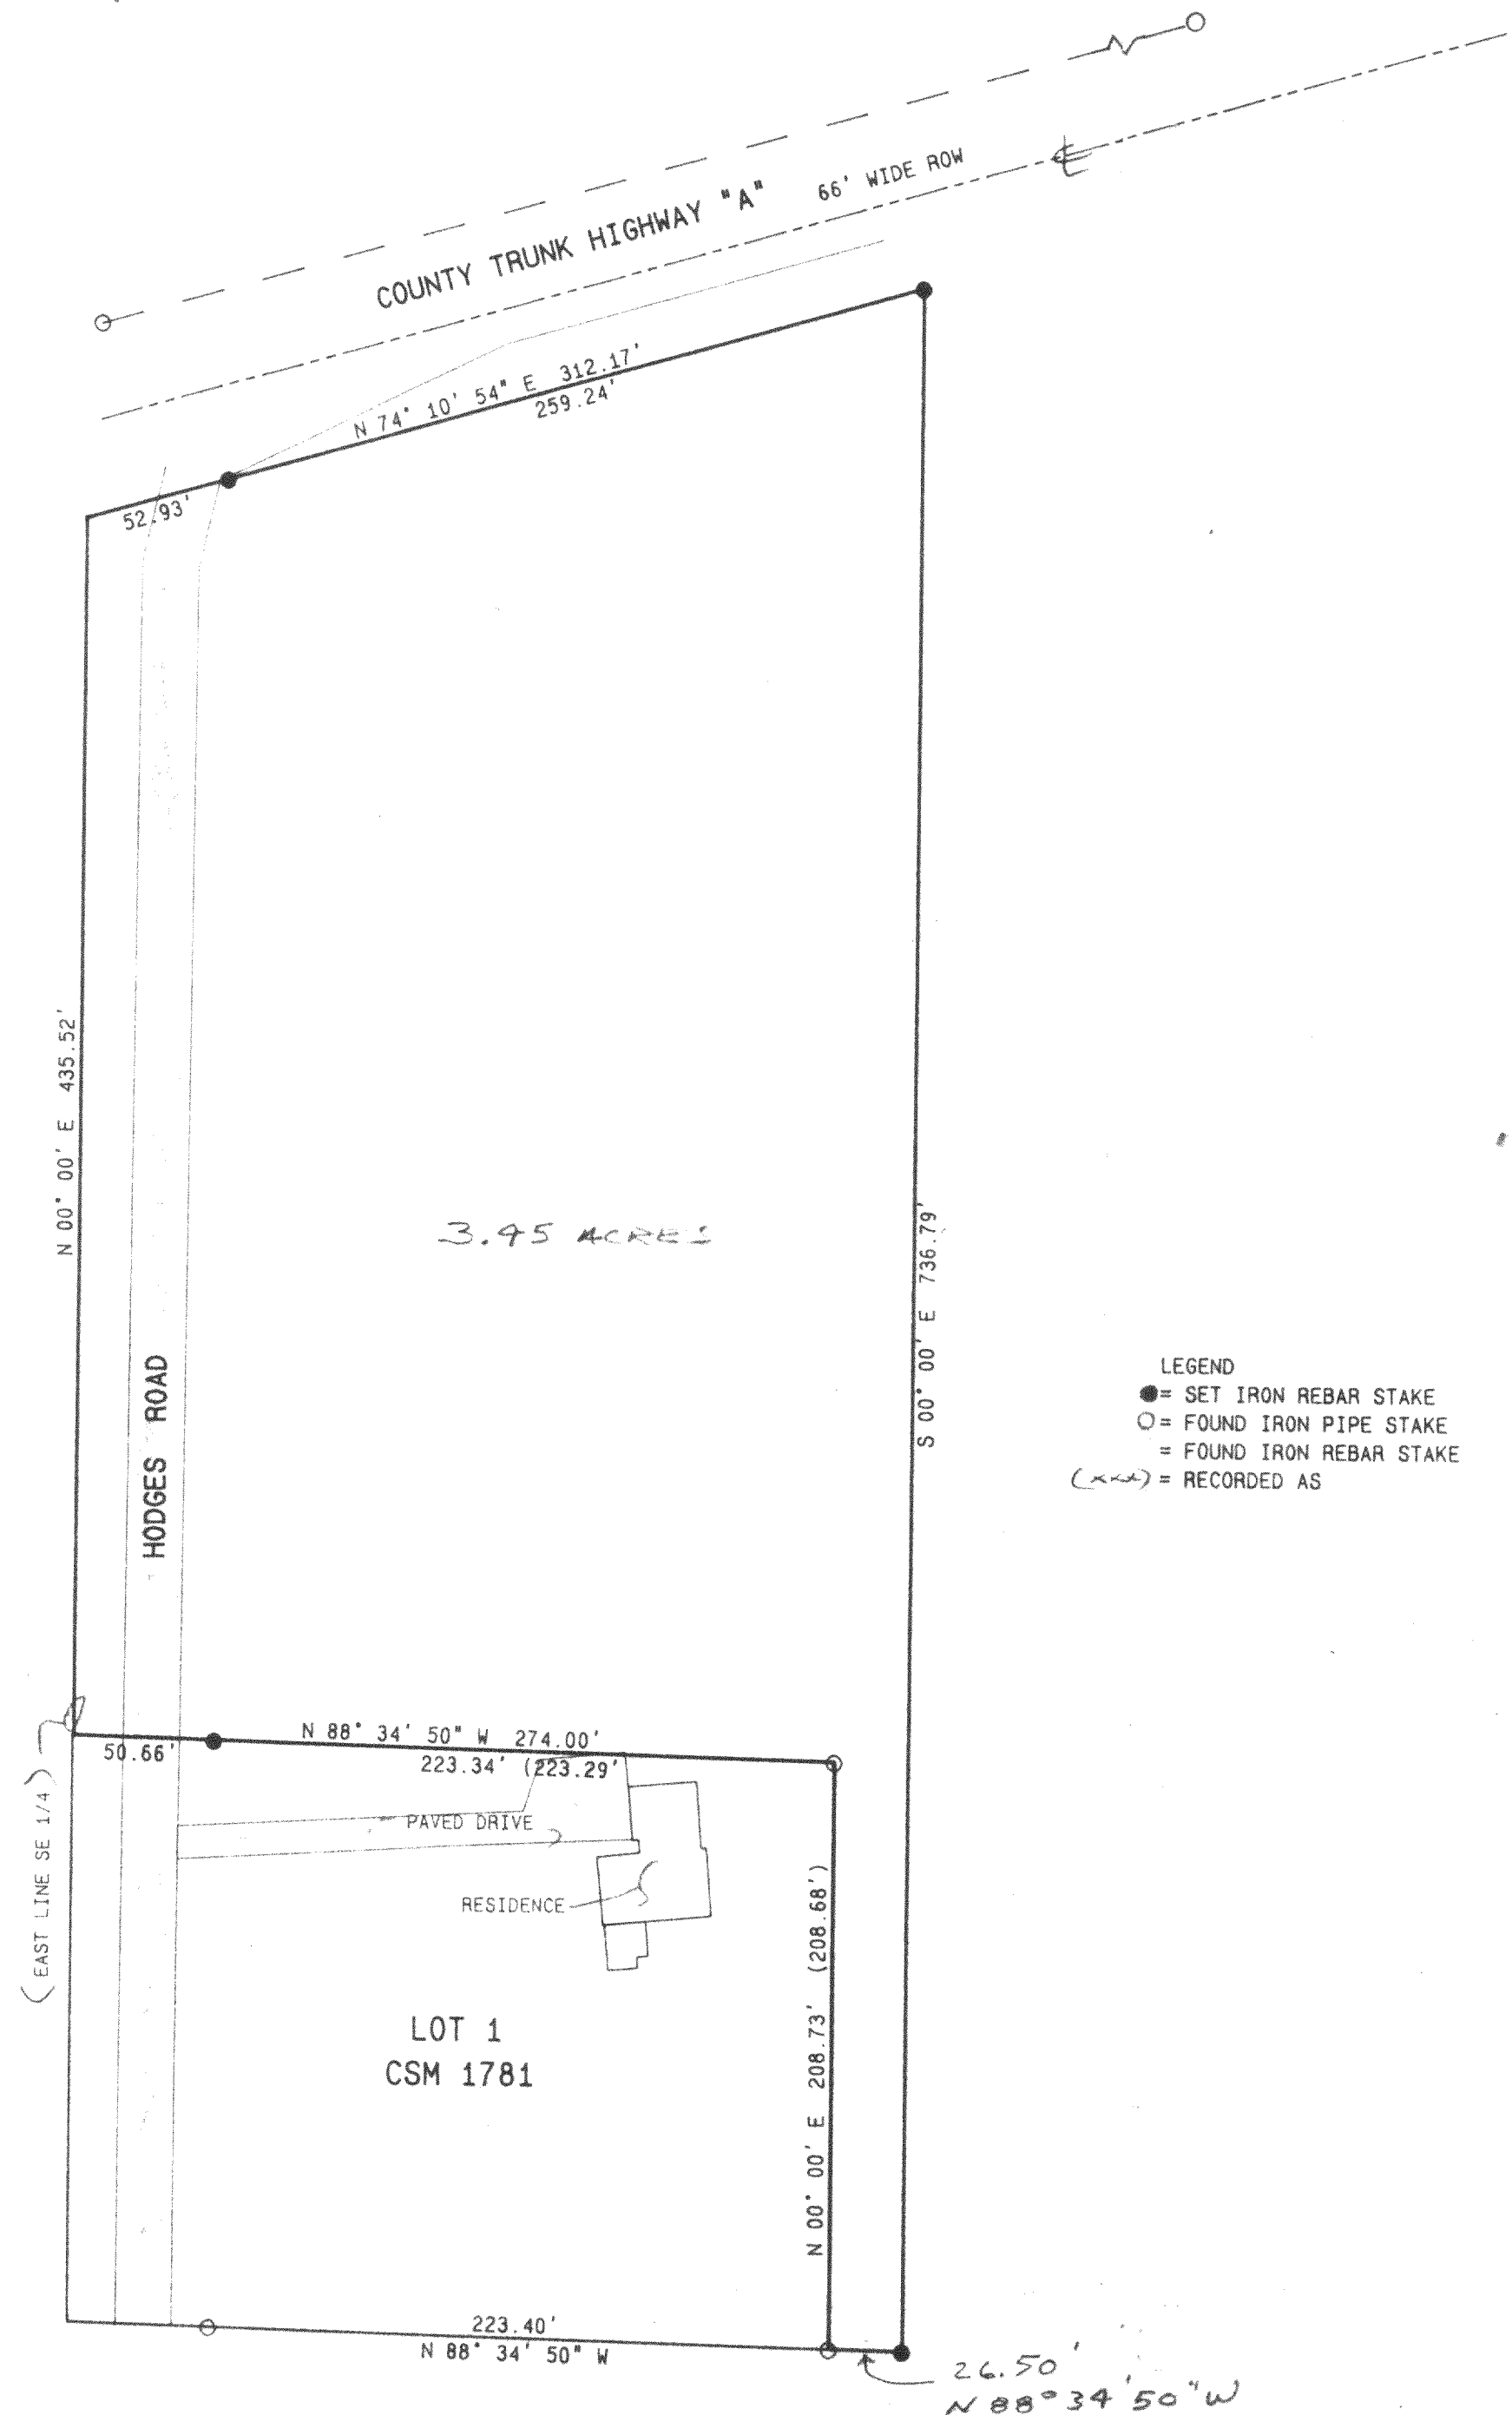 COUNTY TRUNK HIGHWAY "A" 66' WIDE ROW
N 74° 10' 54" E 312.17'
259.24'
52.93'
N 00° 00' E 435.52'
3.45 ACRES
S 00° 00' E 736.79'
HODGES ROAD
LEGEND
= SET IRON REBAR STAKE
= FOUND IRON PIPE STAKE
= FOUND IRON REBAR STAKE
(xxx) = RECORDED AS
N 88° 34' 50" W 274.00'
50.66'
223.34' (223.29'
PAVED DRIVE
RESIDENCE
(EAST LINE SE 1/4)
LOT 1
CSM 1781
N 00° 00' E 208.73' (208.68')
223.40'
N 88° 34' 50" W
26.50'
N 88° 34' 50" W